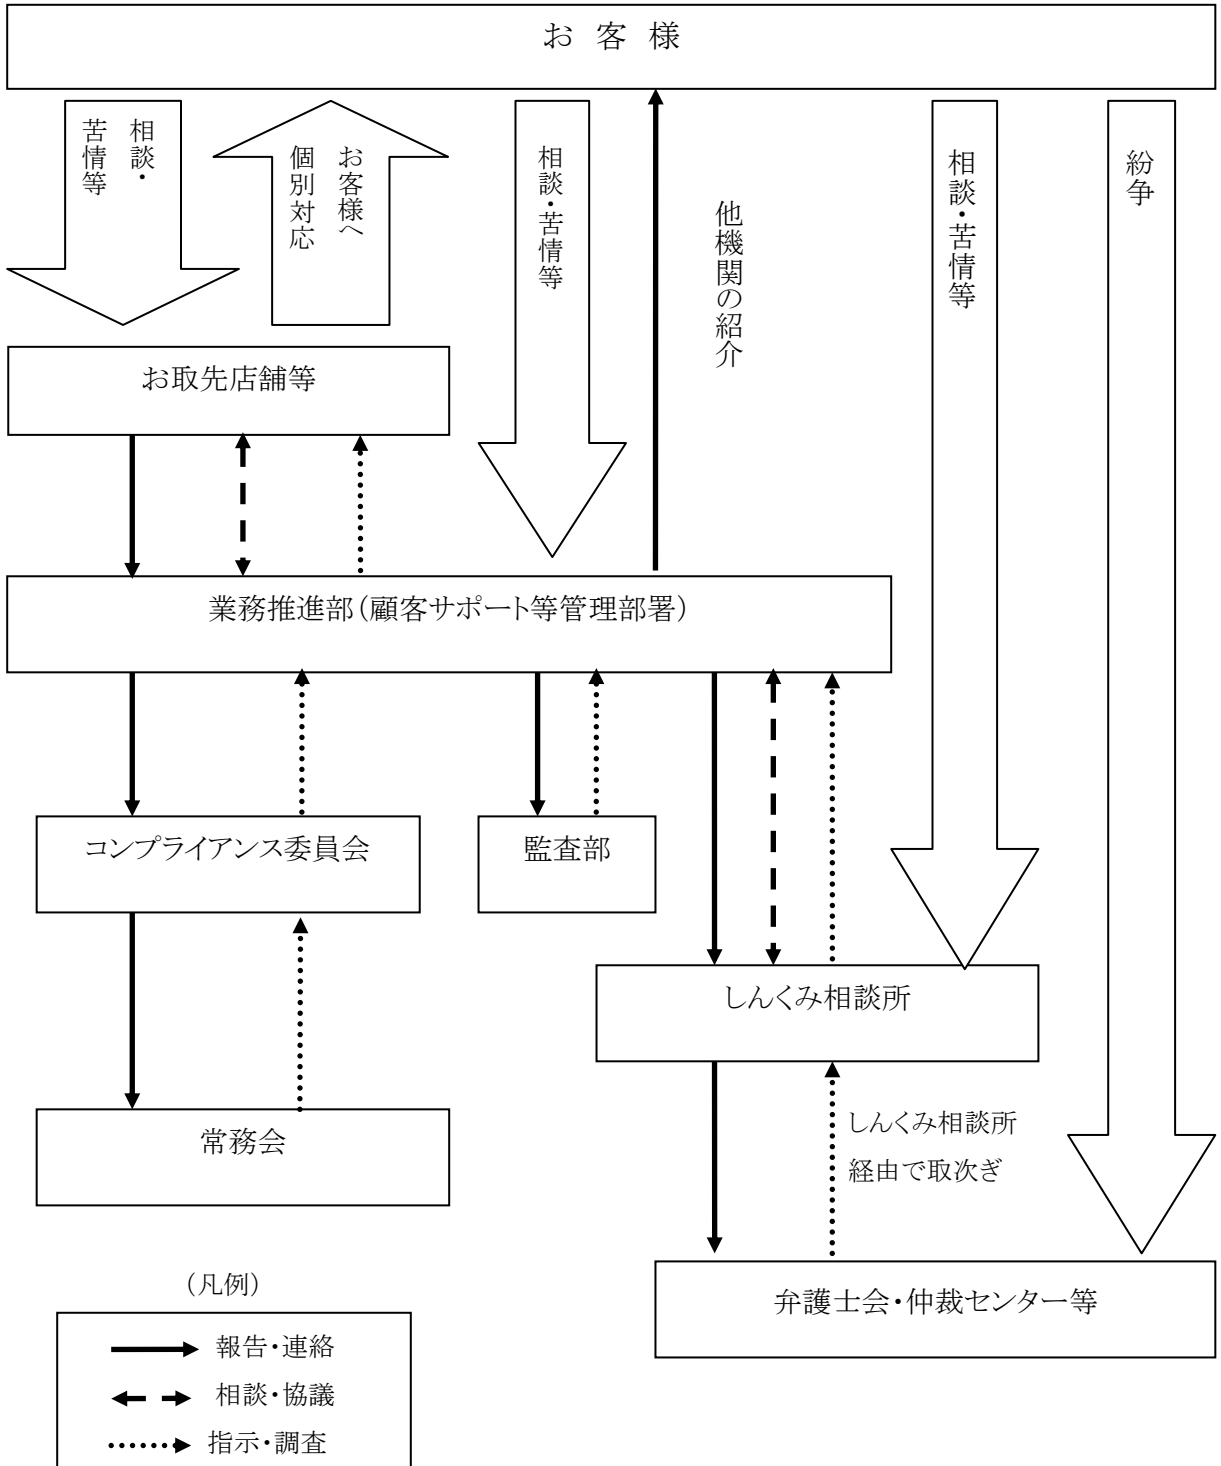 お 客 様
相談・
苦情等
お客様へ
個別対応
相談・苦情等
他機関の紹介
相談・苦情等
紛争
お取先店舗等
業務推進部(顧客サポート等管理部署)
コンプライアンス委員会
監査部
しんくみ相談所
常務会
しんくみ相談所
経由で取次ぎ
弁護士会・仲裁センター等
(凡例)
報告・連絡
相談・協議
指示・調査